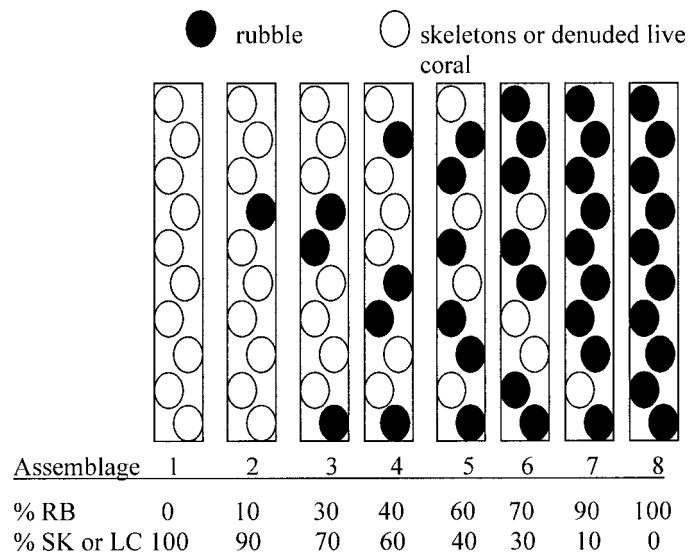 rubble
skeletons or denuded live
coral
Assemblage 1 2 3 4 5 6 7 8
% RB 0 10 30 40 60 70 90 100
% SK or LC 100 90 70 60 40 30 10 0